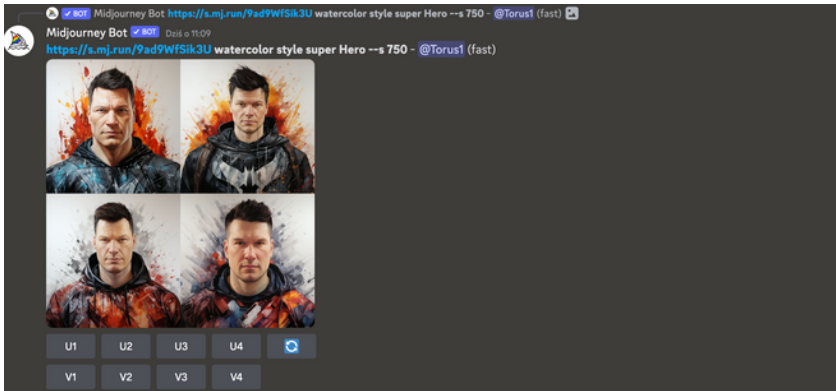 BOT Midjourney Bot https://s.mj.run/9ad9WfSik3U watercolor style super Hero --s 750 - @Torus1 (fast)
Midjourney Bot BOT Dziś o 11:09
https://s.mj.run/9ad9WfSik3U watercolor style super Hero --s 750 - @Torus1 (fast)
U1 U2 U3 U4
V1 V2 V3 V4